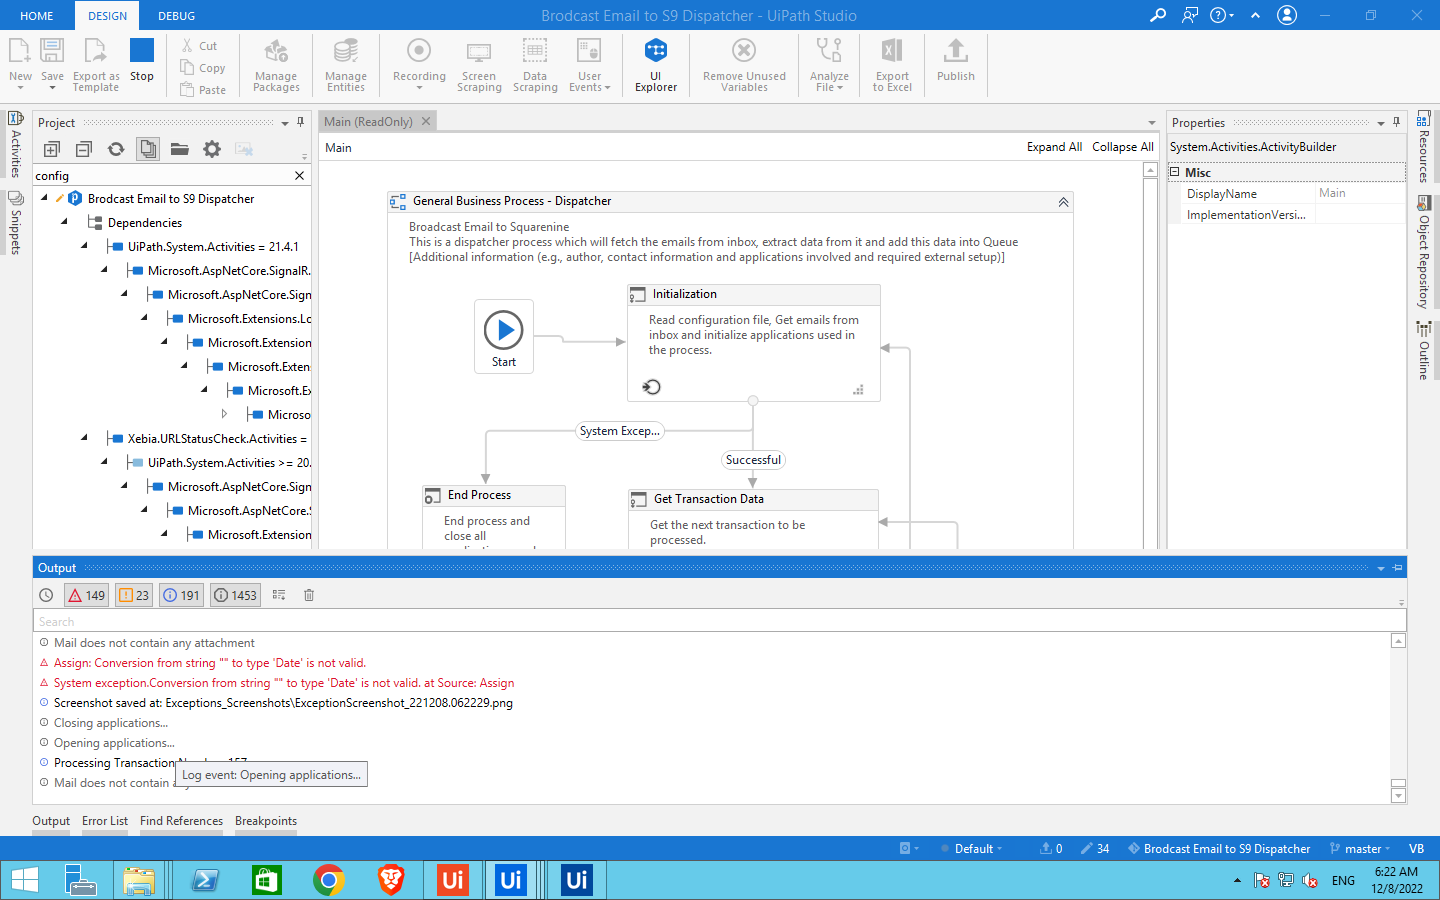 HOME
DESIGN
DEBUG
Brodcast Email to S9 Dispatcher - UiPath Studio
New
Save
Export as
Template
Stop
Cut
Copy
Paste
Manage
Packages
Manage
Entities
Recording
Screen
Scraping
Data
Scraping
User
Events
UI
Explorer
Remove Unused
Variables
Analyze
File
Export
to Excel
Publish
Activities
Snippets
Project
config
Brodcast Email to S9 Dispatcher
Dependencies
UiPath.System.Activities = 21.4.1
Microsoft.AspNetCore.SignalR.
Microsoft.AspNetCore.Sign
Microsoft.Extensions.Lo
Microsoft.Extension
Microsoft.Exten
Microsoft.Ex
Microso
Xebia.URLStatusCheck.Activities =
UiPath.System.Activities >= 20.
Microsoft.AspNetCore.Sign
Microsoft.AspNetCore.S
Microsoft.Extension
Main (ReadOnly)
Main
Expand All
Collapse All
General Business Process - Dispatcher
Broadcast Email to Squarenine
This is a dispatcher process which will fetch the emails from inbox, extract data from it and add this data into Queue
[Additional information (e.g., author, contact information and applications involved and required external setup)]
Start
Initialization
Read configuration file, Get emails from
inbox and initialize applications used in
the process.
System Excep...
Successful
End Process
End process and
close all
Get Transaction Data
Get the next transaction to be
processed.
Properties
System.Activities.ActivityBuilder
Misc
DisplayName
Main
ImplementationVersi...
Resources
Object Repository
Outline
Output
149
23
191
1453
Search
Mail does not contain any attachment
Assign: Conversion from string "" to type 'Date' is not valid.
System exception.Conversion from string "" to type 'Date' is not valid. at Source: Assign
Screenshot saved at: Exceptions_Screenshots\ExceptionScreenshot_221208.062229.png
Closing applications...
Opening applications...
Processing Transaction Number: 157
Log event: Opening applications...
Mail does not contain any
Output
Error List
Find References
Breakpoints
Default
0
34
Brodcast Email to S9 Dispatcher
master
VB
Ui
Ui
Ui
ENG
6:22 AM
12/8/2022